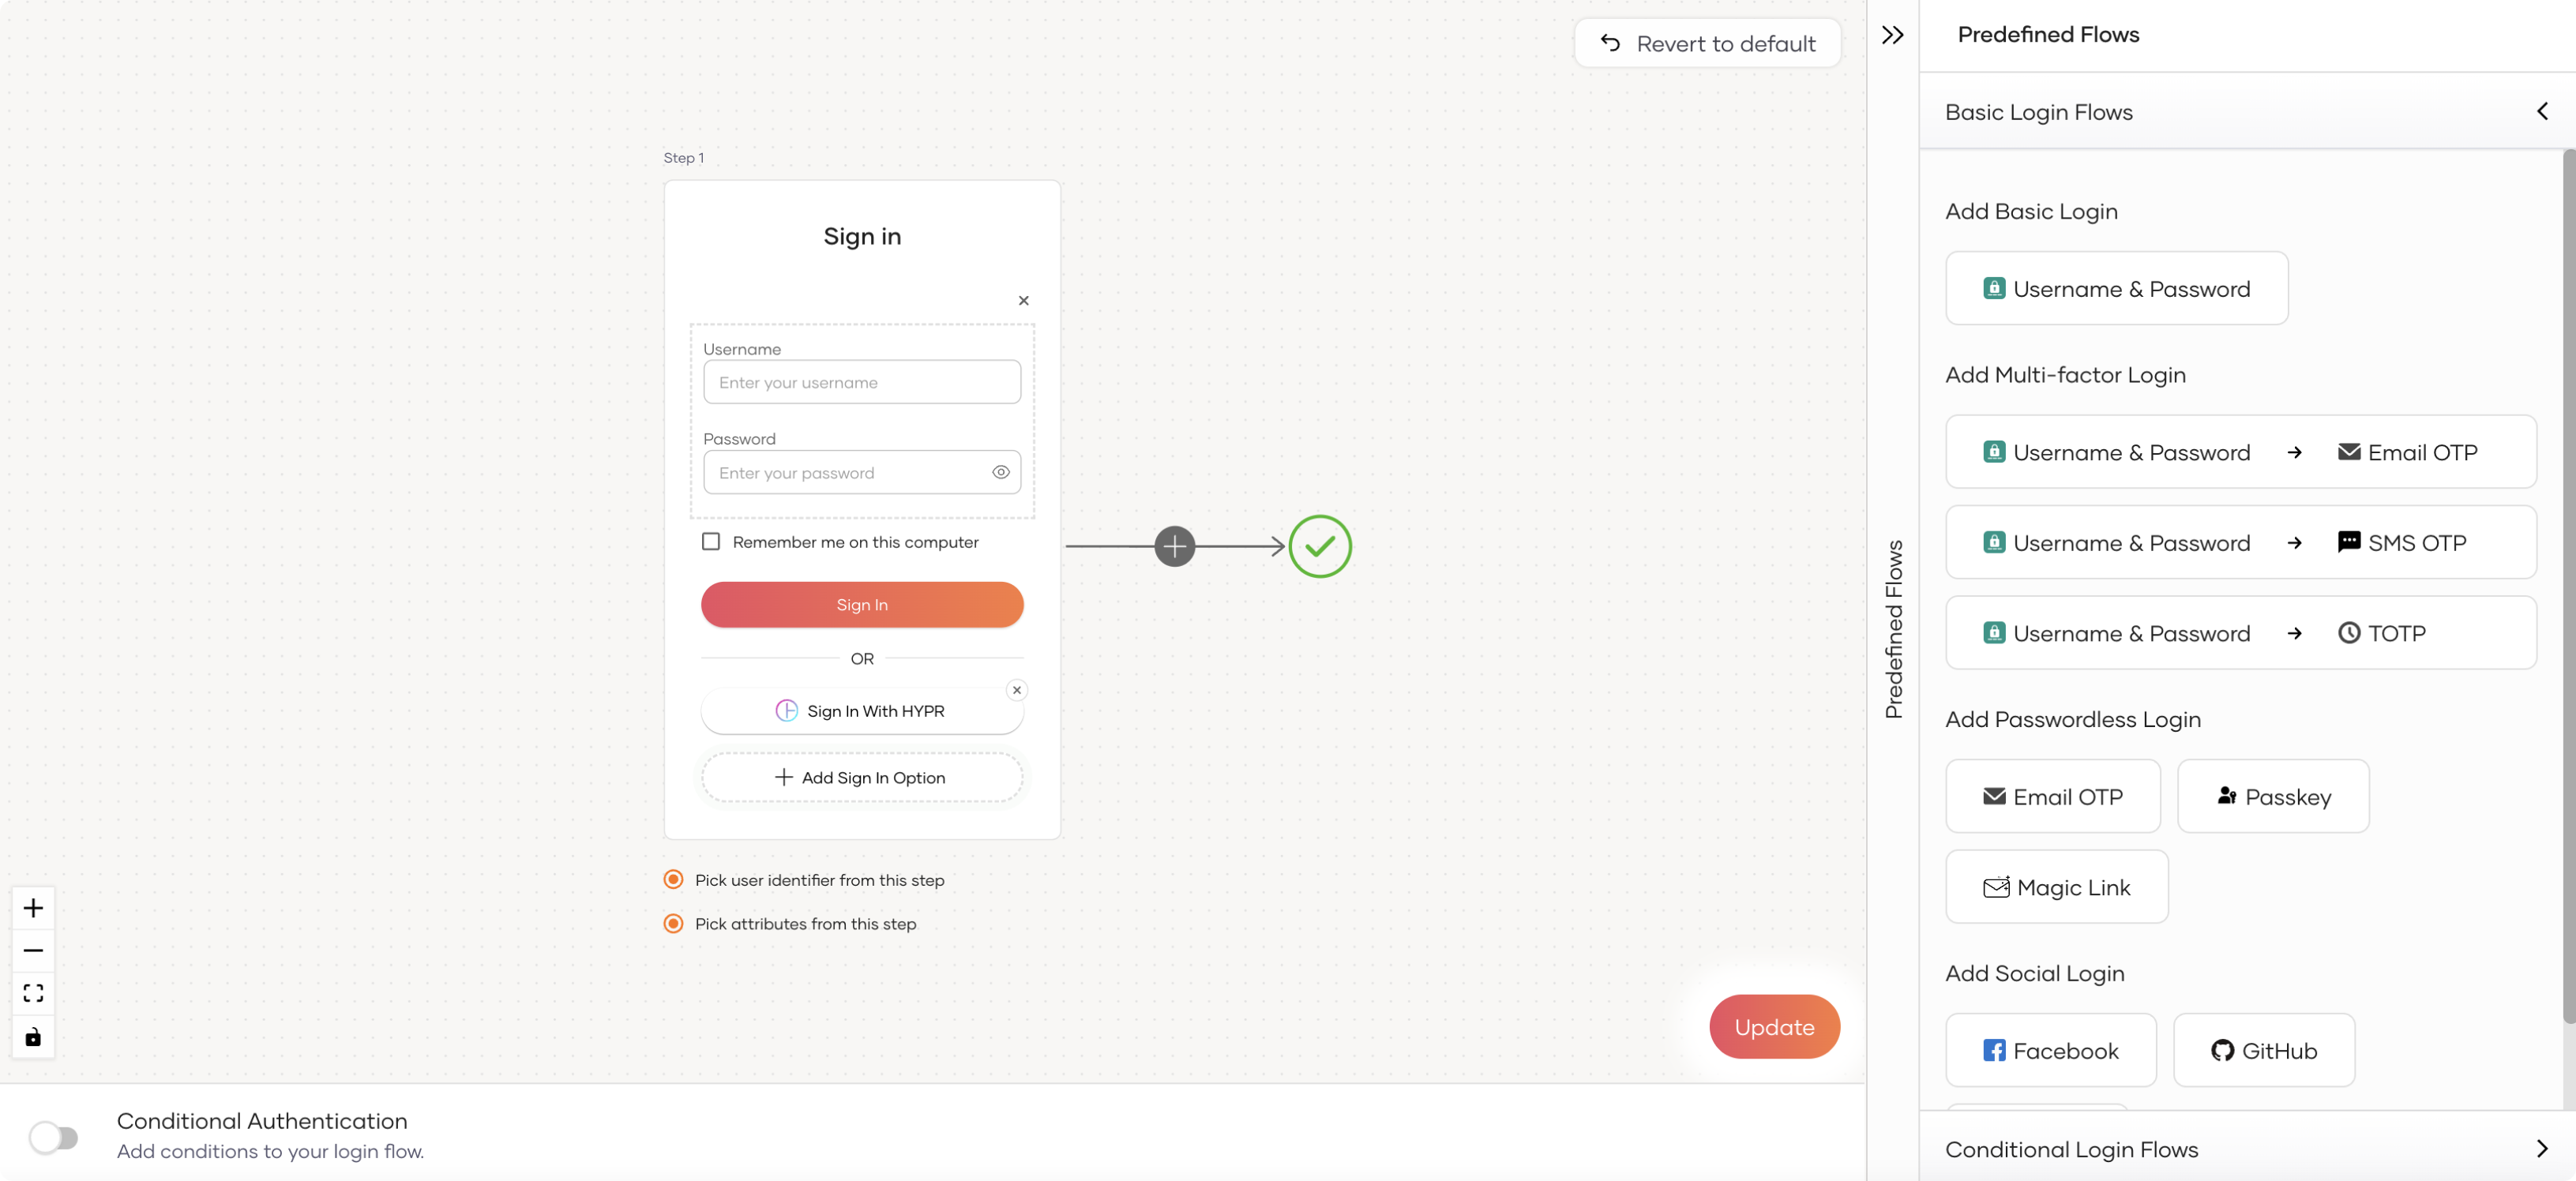 Revert to default
Step 1
Sign in
Username
Enter your username
Password
Enter your password
Remember me on this computer
Sign In
OR
Sign In With HYPR
Add Sign In Option
Pick user identifier from this step
Pick attributes from this step
Update
Conditional Authentication
Add conditions to your login flow.
Predefined Flows
Predefined Flows
Basic Login Flows
Add Basic Login
Username & Password
Add Multi-factor Login
Username & Password → Email OTP
Username & Password → SMS OTP
Username & Password → TOTP
Add Passwordless Login
Email OTP Passkey
Magic Link
Add Social Login
Facebook GitHub
Conditional Login Flows